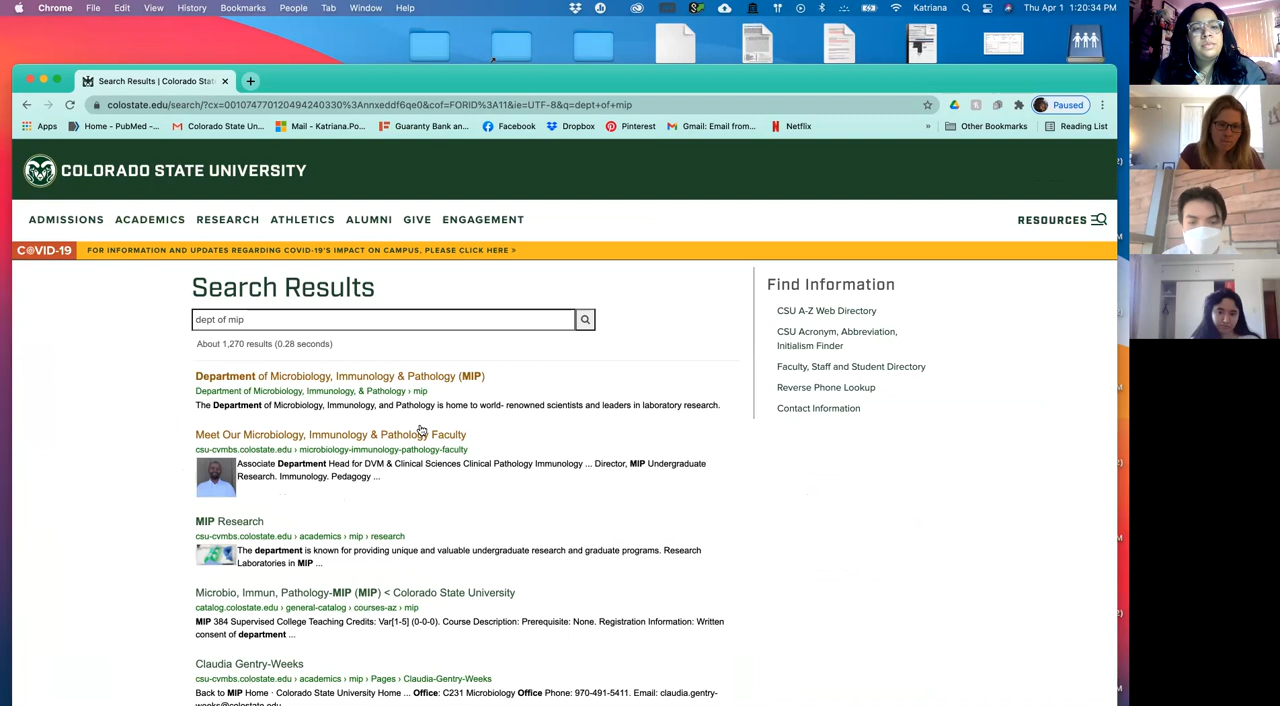 Katriana Thu Apr 1 1:20:34 PM
Search Results | Colorado Stat
colostate.edu/search/?cx=001074770120494240330%3Annxeddf6qe0&cof=FORID%3A11&ie=UTF-8&q=dept+of+mip
Paused
Apps Home - PubMed -... Colorado State Un... Mail - Katriana.Po... Guaranty Bank an... Facebook Dropbox Pinterest Gmail: Email from... Netflix » Other Bookmarks Reading List
COLORADO STATE UNIVERSITY
ADMISSIONS ACADEMICS RESEARCH ATHLETICS ALUMNI GIVE ENGAGEMENT RESOURCES
COVID-19 FOR INFORMATION AND UPDATES REGARDING COVID-19'S IMPACT ON CAMPUS, PLEASE CLICK HERE »
Search Results
dept of mip
About 1,270 results (0.28 seconds)
Department of Microbiology, Immunology & Pathology (MIP)
Department of Microbiology, Immunology, & Pathology › mip
The Department of Microbiology, Immunology, and Pathology is home to world- renowned scientists and leaders in laboratory research.
Meet Our Microbiology, Immunology & Pathology Faculty
csu-cvmbs.colostate.edu › microbiology-immunology-pathology-faculty
Associate Department Head for DVM & Clinical Sciences Clinical Pathology Immunology ... Director, MIP Undergraduate
Research. Immunology. Pedagogy ...
MIP Research
csu-cvmbs.colostate.edu › academics › mip › research
The department is known for providing unique and valuable undergraduate research and graduate programs. Research
Laboratories in MIP ...
Microbio, Immun, Pathology-MIP (MIP) < Colorado State University
catalog.colostate.edu › general-catalog › courses-az › mip
MIP 384 Supervised College Teaching Credits: Var[1-5] (0-0-0). Course Description: Prerequisite: None. Registration Information: Written
consent of department ...
Claudia Gentry-Weeks
csu-cvmbs.colostate.edu › academics › mip › Pages › Claudia-Gentry-Weeks
Back to MIP Home · Colorado State University Home ... Office: C231 Microbiology Office Phone: 970-491-5411. Email: claudia.gentry-
weeks@colostate.edu
Find Information
CSU A-Z Web Directory
CSU Acronym, Abbreviation,
Initialism Finder
Faculty, Staff and Student Directory
Reverse Phone Lookup
Contact Information